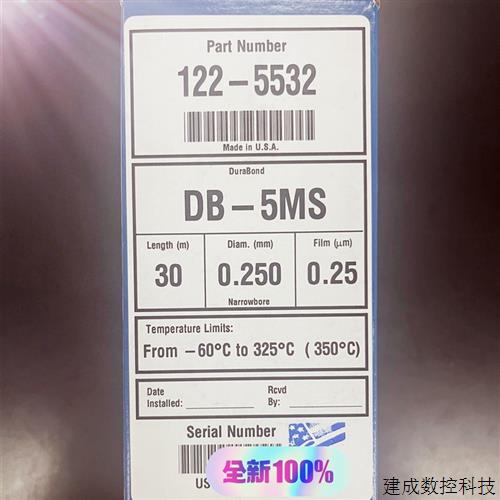 Part Number
122-5532
Made in U.S.A.
DuraBond
DB-5MS
Length (m) Diam. (mm) Film (μm)
30 0.250 0.25
Narrowbore
Temperature Limits:
From -60°C to 325°C (350°C)
Date Rcvd
Installed: By:
Serial Number
US
全新100%
建成数控科技